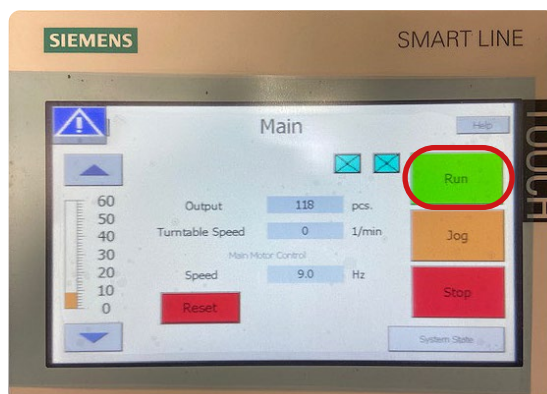 SIEMENS
SMART LINE
TOUCH
Main
Help
Run
60
50
40
30
20
10
0
Output 118 pcs.
Turntable Speed 0 1/min
Main Motor Control
Speed 9.0 Hz
Reset
Jog
Stop
System State